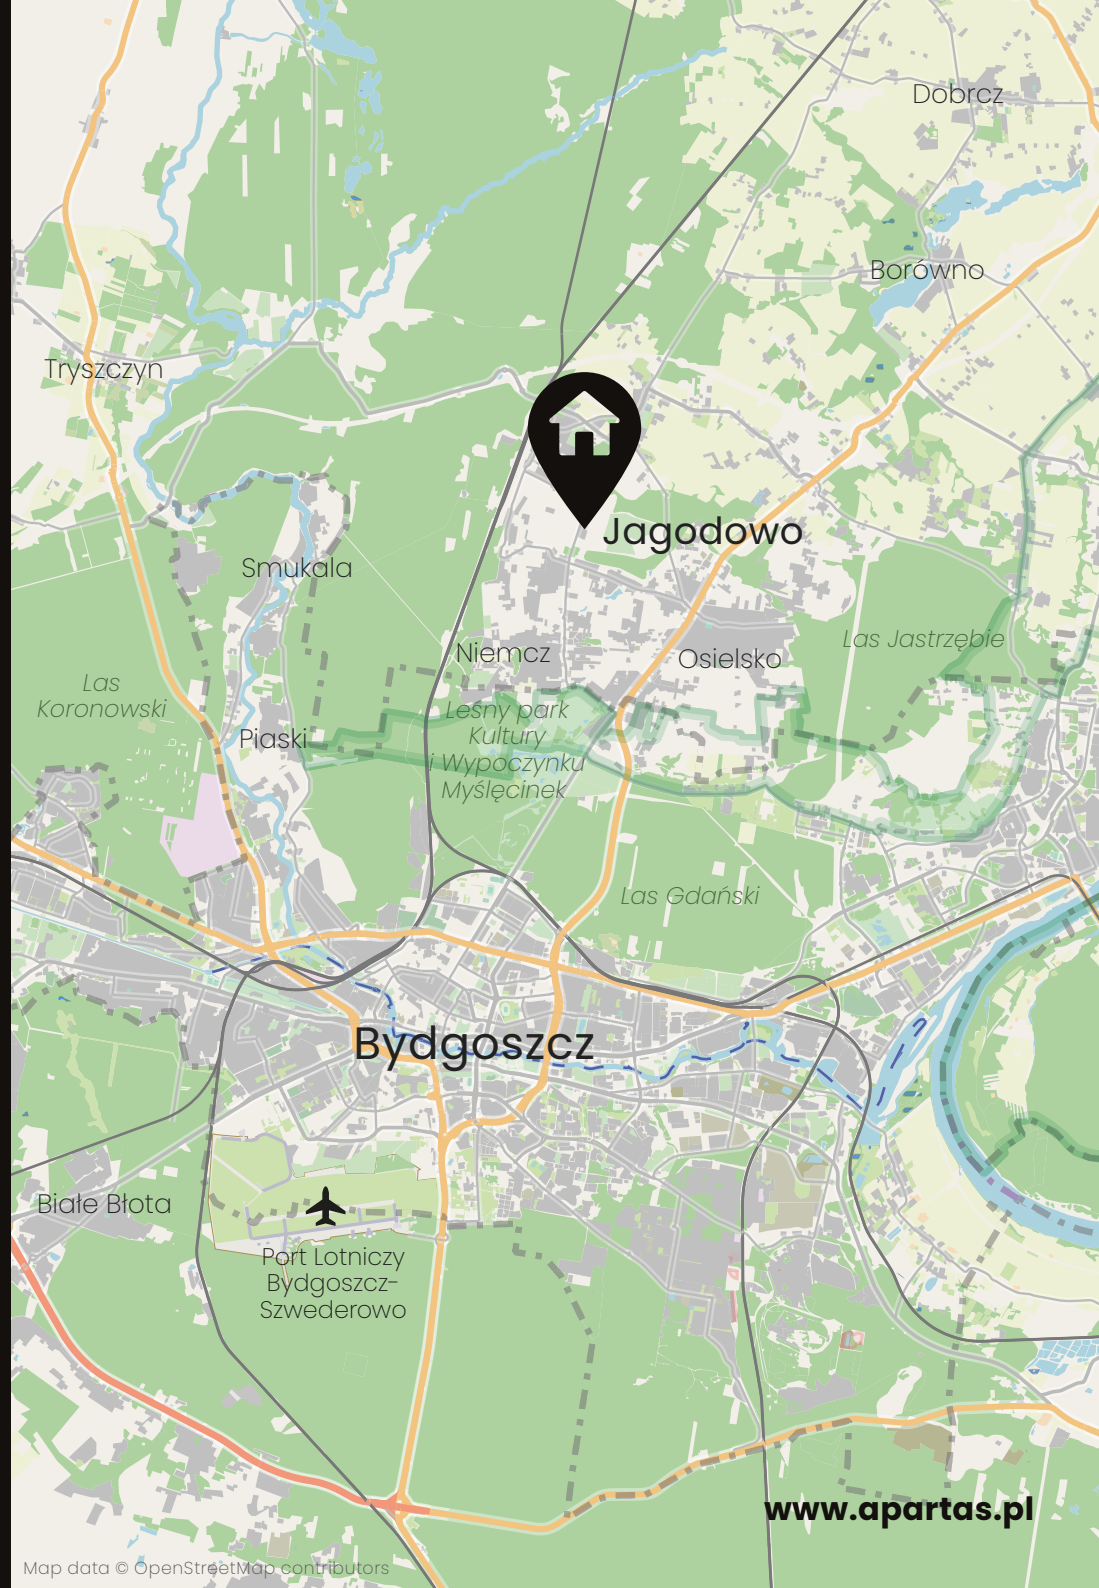 Dobrcz
Borówno
Tryszczyn
Jagodowo
Smukała
Niemcz
Osielsko
Las Jastrzębie
Las
Koronowski
Leśny park
Kultury
i Wypoczynku
Myślęcinek
Piaski
Las Gdański
Bydgoszcz
Białe Błota
Port Lotniczy
Bydgoszcz-
Szwederowo
www.apartas.pl
Map data © OpenStreetMap contributors